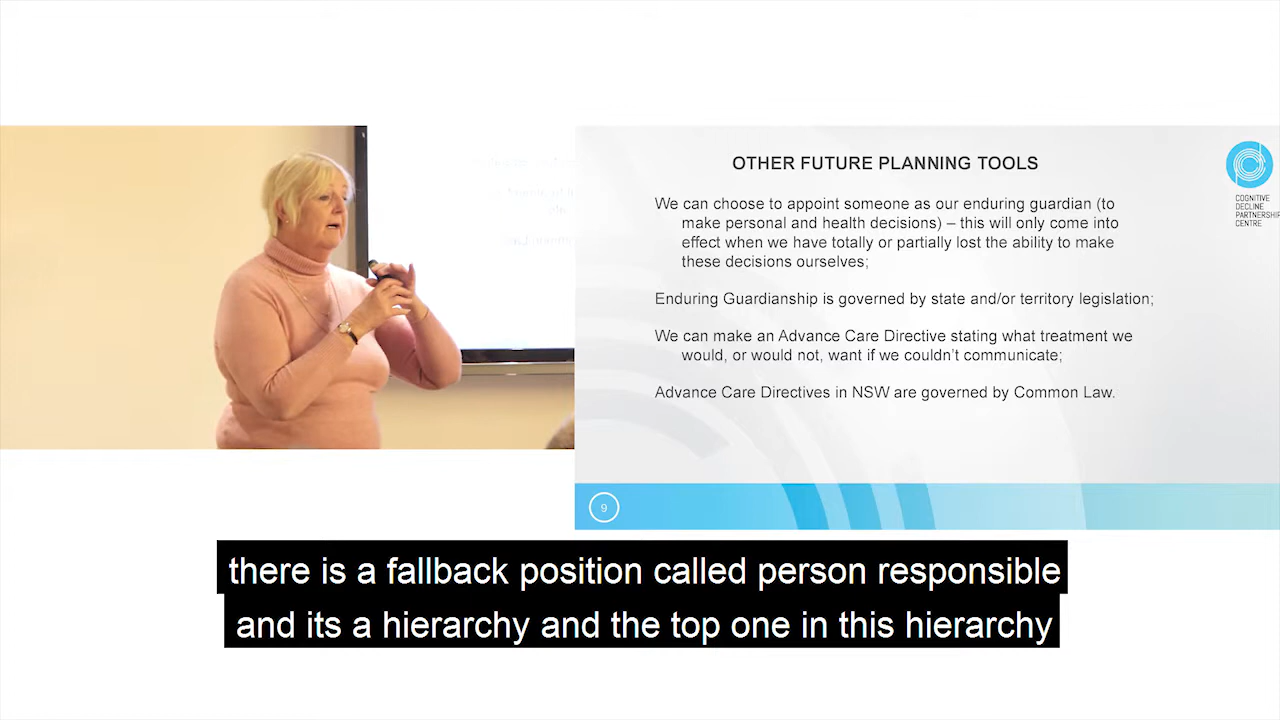 OTHER FUTURE PLANNING TOOLS
We can choose to appoint someone as our enduring guardian (to
make personal and health decisions) – this will only come into
effect when we have totally or partially lost the ability to make
these decisions ourselves;
Enduring Guardianship is governed by state and/or territory legislation;
We can make an Advance Care Directive stating what treatment we
would, or would not, want if we couldn’t communicate;
Advance Care Directives in NSW are governed by Common Law.
COGNITIVE
DECLINE
PARTNERSHIP
CENTRE
9
there is a fallback position called person responsible
and its a hierarchy and the top one in this hierarchy